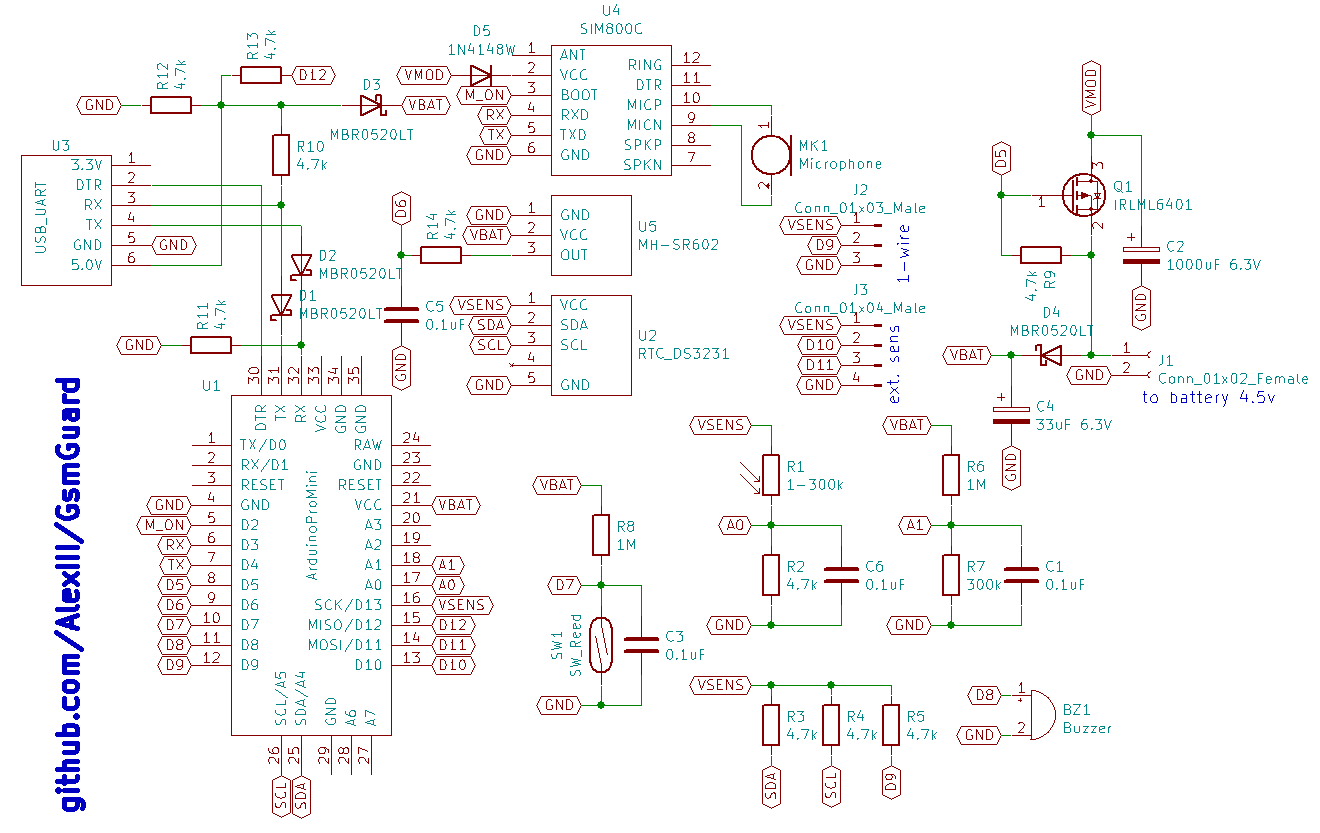 U4
SIM800C
D5
1N4148W
VMOD
M_ON
RX
TX
GND
1 ANT
2 VCC
3 BOOT
4 RXD
5 TXD
6 GND
RING 12
DTR 11
MICP 10
MICN 9
SPKP 8
SPKN 7
1
2
MK1
Microphone
R13
4.7k
D12
R12
4.7k
GND
D3
VBAT
MBR0520LT
R10
4.7k
U3
USB_UART
3.3V 1
DTR 2
RX 3
TX 4
GND 5
5.0V 6
GND
D2
MBR0520LT
D1
MBR0520LT
R11
4.7k
GND
D6
R14
4.7k
C5
0.1uF
GND
GND
VBAT
1 GND
2 VCC
3 OUT
U5
MH-SR602
VSENS
SDA
SCL
GND
1 VCC
2 SDA
3 SCL
4
5 GND
U2
RTC_DS3231
J2
Conn_01x03_Male
VSENS 1
D9 2
GND 3
1-wire
J3
Conn_01x04_Male
VSENS 1
D10 2
D11 3
GND 4
ext. sens
VMOD
D5
1
3
2
Q1
IRLML6401
R9
4.7k
C2
1000uF 6.3V
GND
D4
MBR0520LT
VBAT
GND
1
2
J1
Conn_01x02_Female
to battery 4.5v
C4
33uF 6.3V
GND
U1
ArduinoProMini
30 DTR
31 TX
32 RX
33 VCC
34 GND
35 GND
1 TX/D0
2 RX/D1
3 RESET
GND 4 GND
M_ON 5 D2
RX 6 D3
TX 7 D4
D5 8 D5
D6 9 D6
D7 10 D7
D8 11 D8
D9 12 D9
RAW 24
GND 23
RESET 22
VCC 21 VBAT
A3 20
A2 19
A1 18 A1
A0 17 A0
SCK/D13 16 VSENS
MISO/D12 15 D12
MOSI/D11 14 D11
D10 13 D10
SCL/A5 26 SCL
SDA/A4 25 SDA
GND 29
A6 28
A7 27
VBAT
R8
1M
D7
SW1
SW_Reed
C3
0.1uF
GND
VSENS
R1
1-300k
A0
R2
4.7k
C6
0.1uF
GND
VBAT
R6
1M
A1
R7
300k
C1
0.1uF
GND
VSENS
R3
4.7k
R4
4.7k
R5
4.7k
SDA
SCL
D9
D8 1
GND 2
BZ1
Buzzer
github.com/AlexIII/GsmGuard